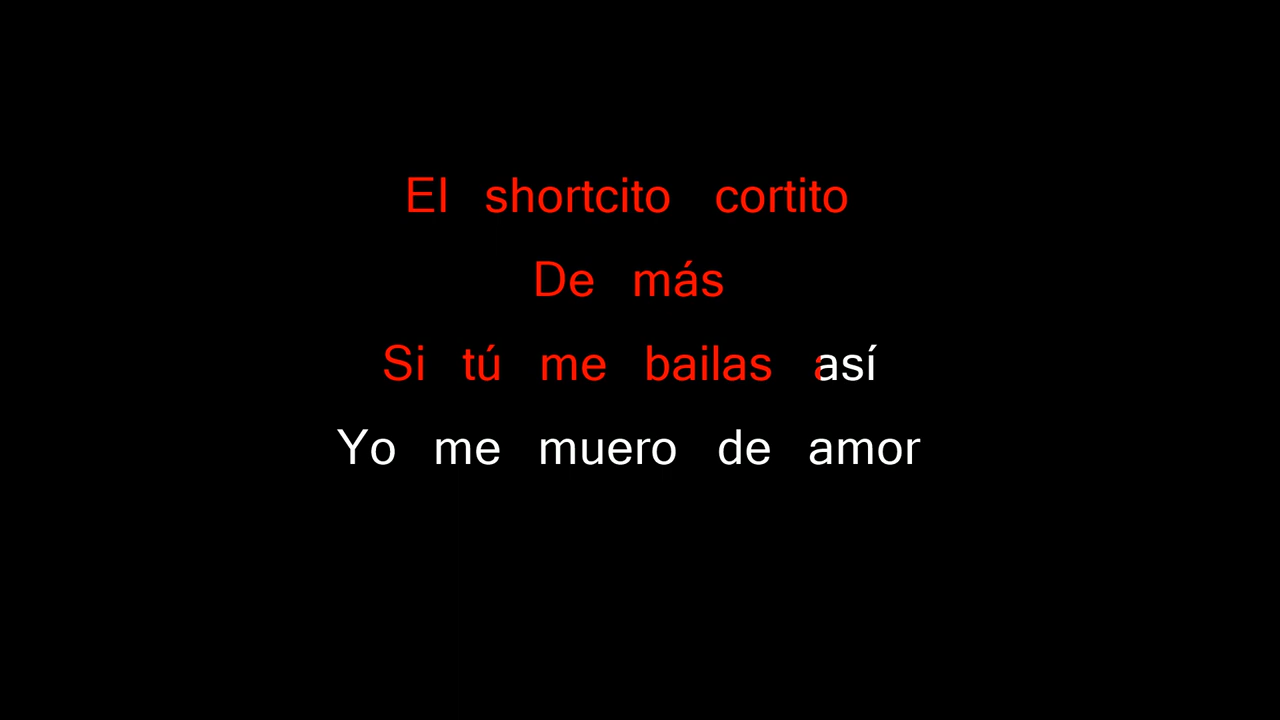 El shortcito cortito
De más
Si tú me bailas así
Yo me muero de amor